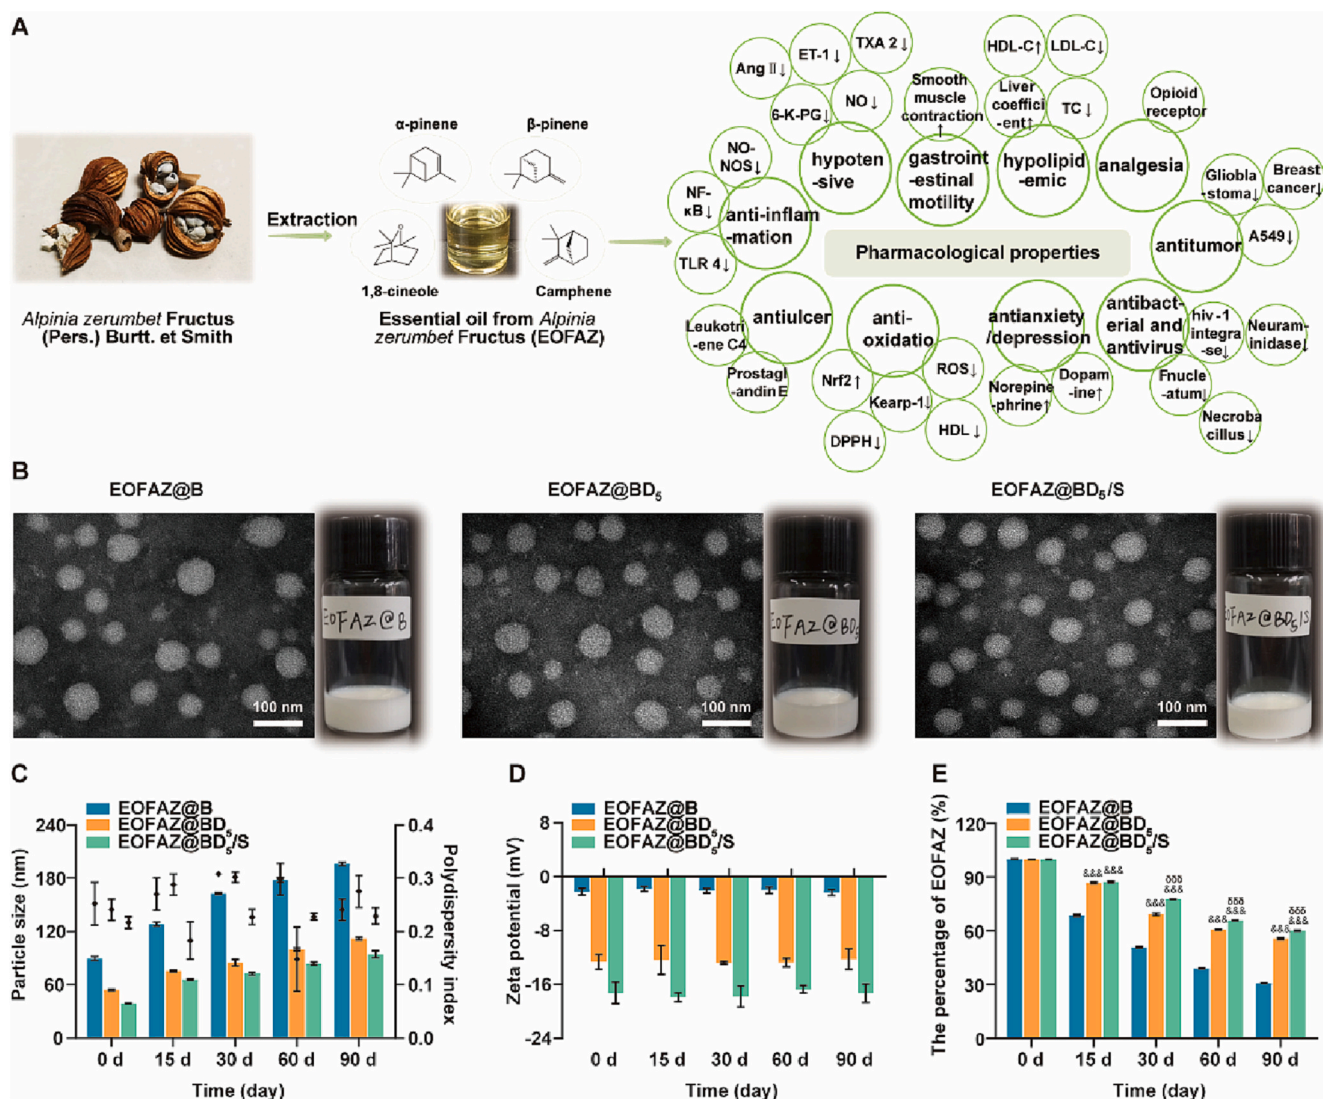 A
α-pinene
β-pinene
Extraction
1,8-cineole
Camphene
Alpinia zerumbet Fructus
(Pers.) Burtt. et Smith
Essential oil from Alpinia
zerumbet Fructus (EOFAZ)
Pharmacological properties
Ang II↓
ET-1↓
TXA 2↓
6-K-PG↓
NO↓
hypoten
-sive
Smooth
muscle
contraction
↑
gastroint
-estinal
motility
HDL-C↑
LDL-C↓
Liver
coeffici
-ent↑
TC↓
hypolipid
-emic
Opioid
receptor
analgesia
NO-
NOS↓
NF-
κB↓
TLR 4↓
anti-inflam
-mation
Gliobla
-stoma↓
Breast
cancer↓
A549↓
antitumor
Leukotri
-ene C4
Prostagl
-andin E
antiulcer
anti-
oxidatio
Nrf2↑
ROS↓
Kearp-1↓
DPPH↓
HDL↓
antianxiety
/depression
Norepine
-phrine↑
Dopam
-ine↑
antibact-
erial and
antivirus
hiv-1
integra
-se↓
Neuram-
inidase↓
Fnucle
-atum↓
Necroba
cillus↓
B
EOFAZ@B
EOFAZ@BD5
EOFAZ@BD5/S
100 nm
EOFAZ@B
100 nm
EOFAZ@BD5
100 nm
EOFAZ@BD5/S
C
EOFAZ@B
EOFAZ@BD5
EOFAZ@BD5/S
Particle size (nm)
240
180
120
60
0
Polydispersity index
0.4
0.3
0.2
0.1
0.0
0 d 15 d 30 d 60 d 90 d
Time (day)
D
EOFAZ@B
EOFAZ@BD5
EOFAZ@BD5/S
Zeta potential (mV)
8
0
-8
-16
-24
0 d 15 d 30 d 60 d 90 d
Time (day)
E
EOFAZ@B
EOFAZ@BD5
EOFAZ@BD5/S
The percentage of EOFAZ (%)
120
90
60
30
0
&&& &&&
δδδ
&&& &&&
δδδ
&&& &&&
δδδ
&&& &&&
0 d 15 d 30 d 60 d 90 d
Time (day)